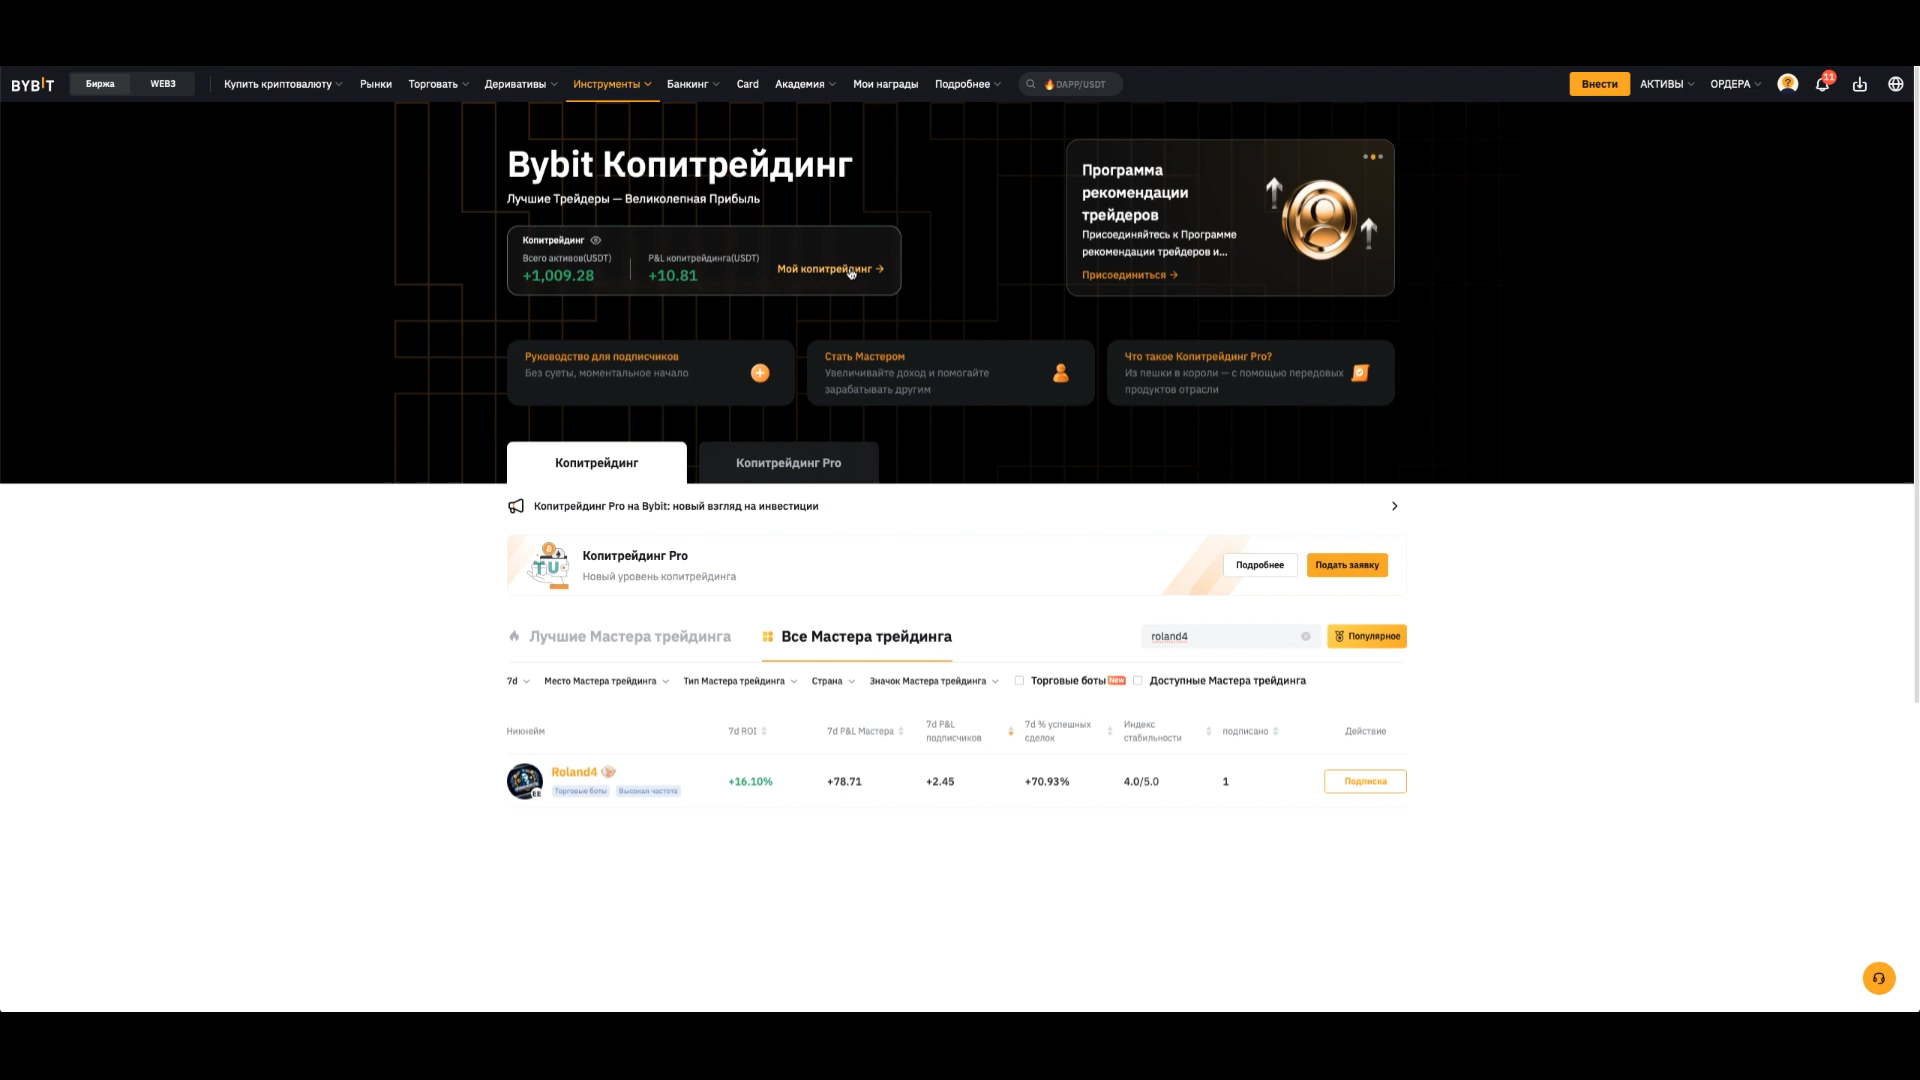 BYBIT Биржа WEB3 Купить криптовалюту Рынки Торговать Деривативы Инструменты Банкинг Card Академия Мои награды Подробнее DAPP/USDT Внести АКТИВЫ ОРДЕРА 11
Bybit Копитрейдинг
Лучшие Трейдеры — Великолепная Прибыль
Копитрейдинг
Всего активов(USDT) P&L копитрейдинга(USDT)
+1,009.28 +10.81 Мой копитрейдинг →
Программа
рекомендации
трейдеров
Присоединяйтесь к Программе
рекомендации трейдеров и...
Присоединиться →
Руководство для подписчиков
Без суеты, моментальное начало
Стать Мастером
Увеличивайте доход и помогайте
зарабатывать другим
Что такое Копитрейдинг Pro?
Из пешки в короли — с помощью передовых
продуктов отрасли
Копитрейдинг Копитрейдинг Pro
Копитрейдинг Pro на Bybit: новый взгляд на инвестиции
Копитрейдинг Pro
Новый уровень копитрейдинга
Подробнее Подать заявку
Лучшие Мастера трейдинга Все Мастера трейдинга roland4 Популярное
7d Место Мастера трейдинга Тип Мастера трейдинга Страна Значок Мастера трейдинга Торговые боты New Доступные Мастера трейдинга
Никнейм 7d ROI 7d P&L Мастера 7d P&L подписчиков 7d % успешных сделок Индекс стабильности подписано Действие
Roland4 +16.10% +78.71 +2.45 +70.93% 4.0/5.0 1 Подписка
EE Торговые боты Высокая частота